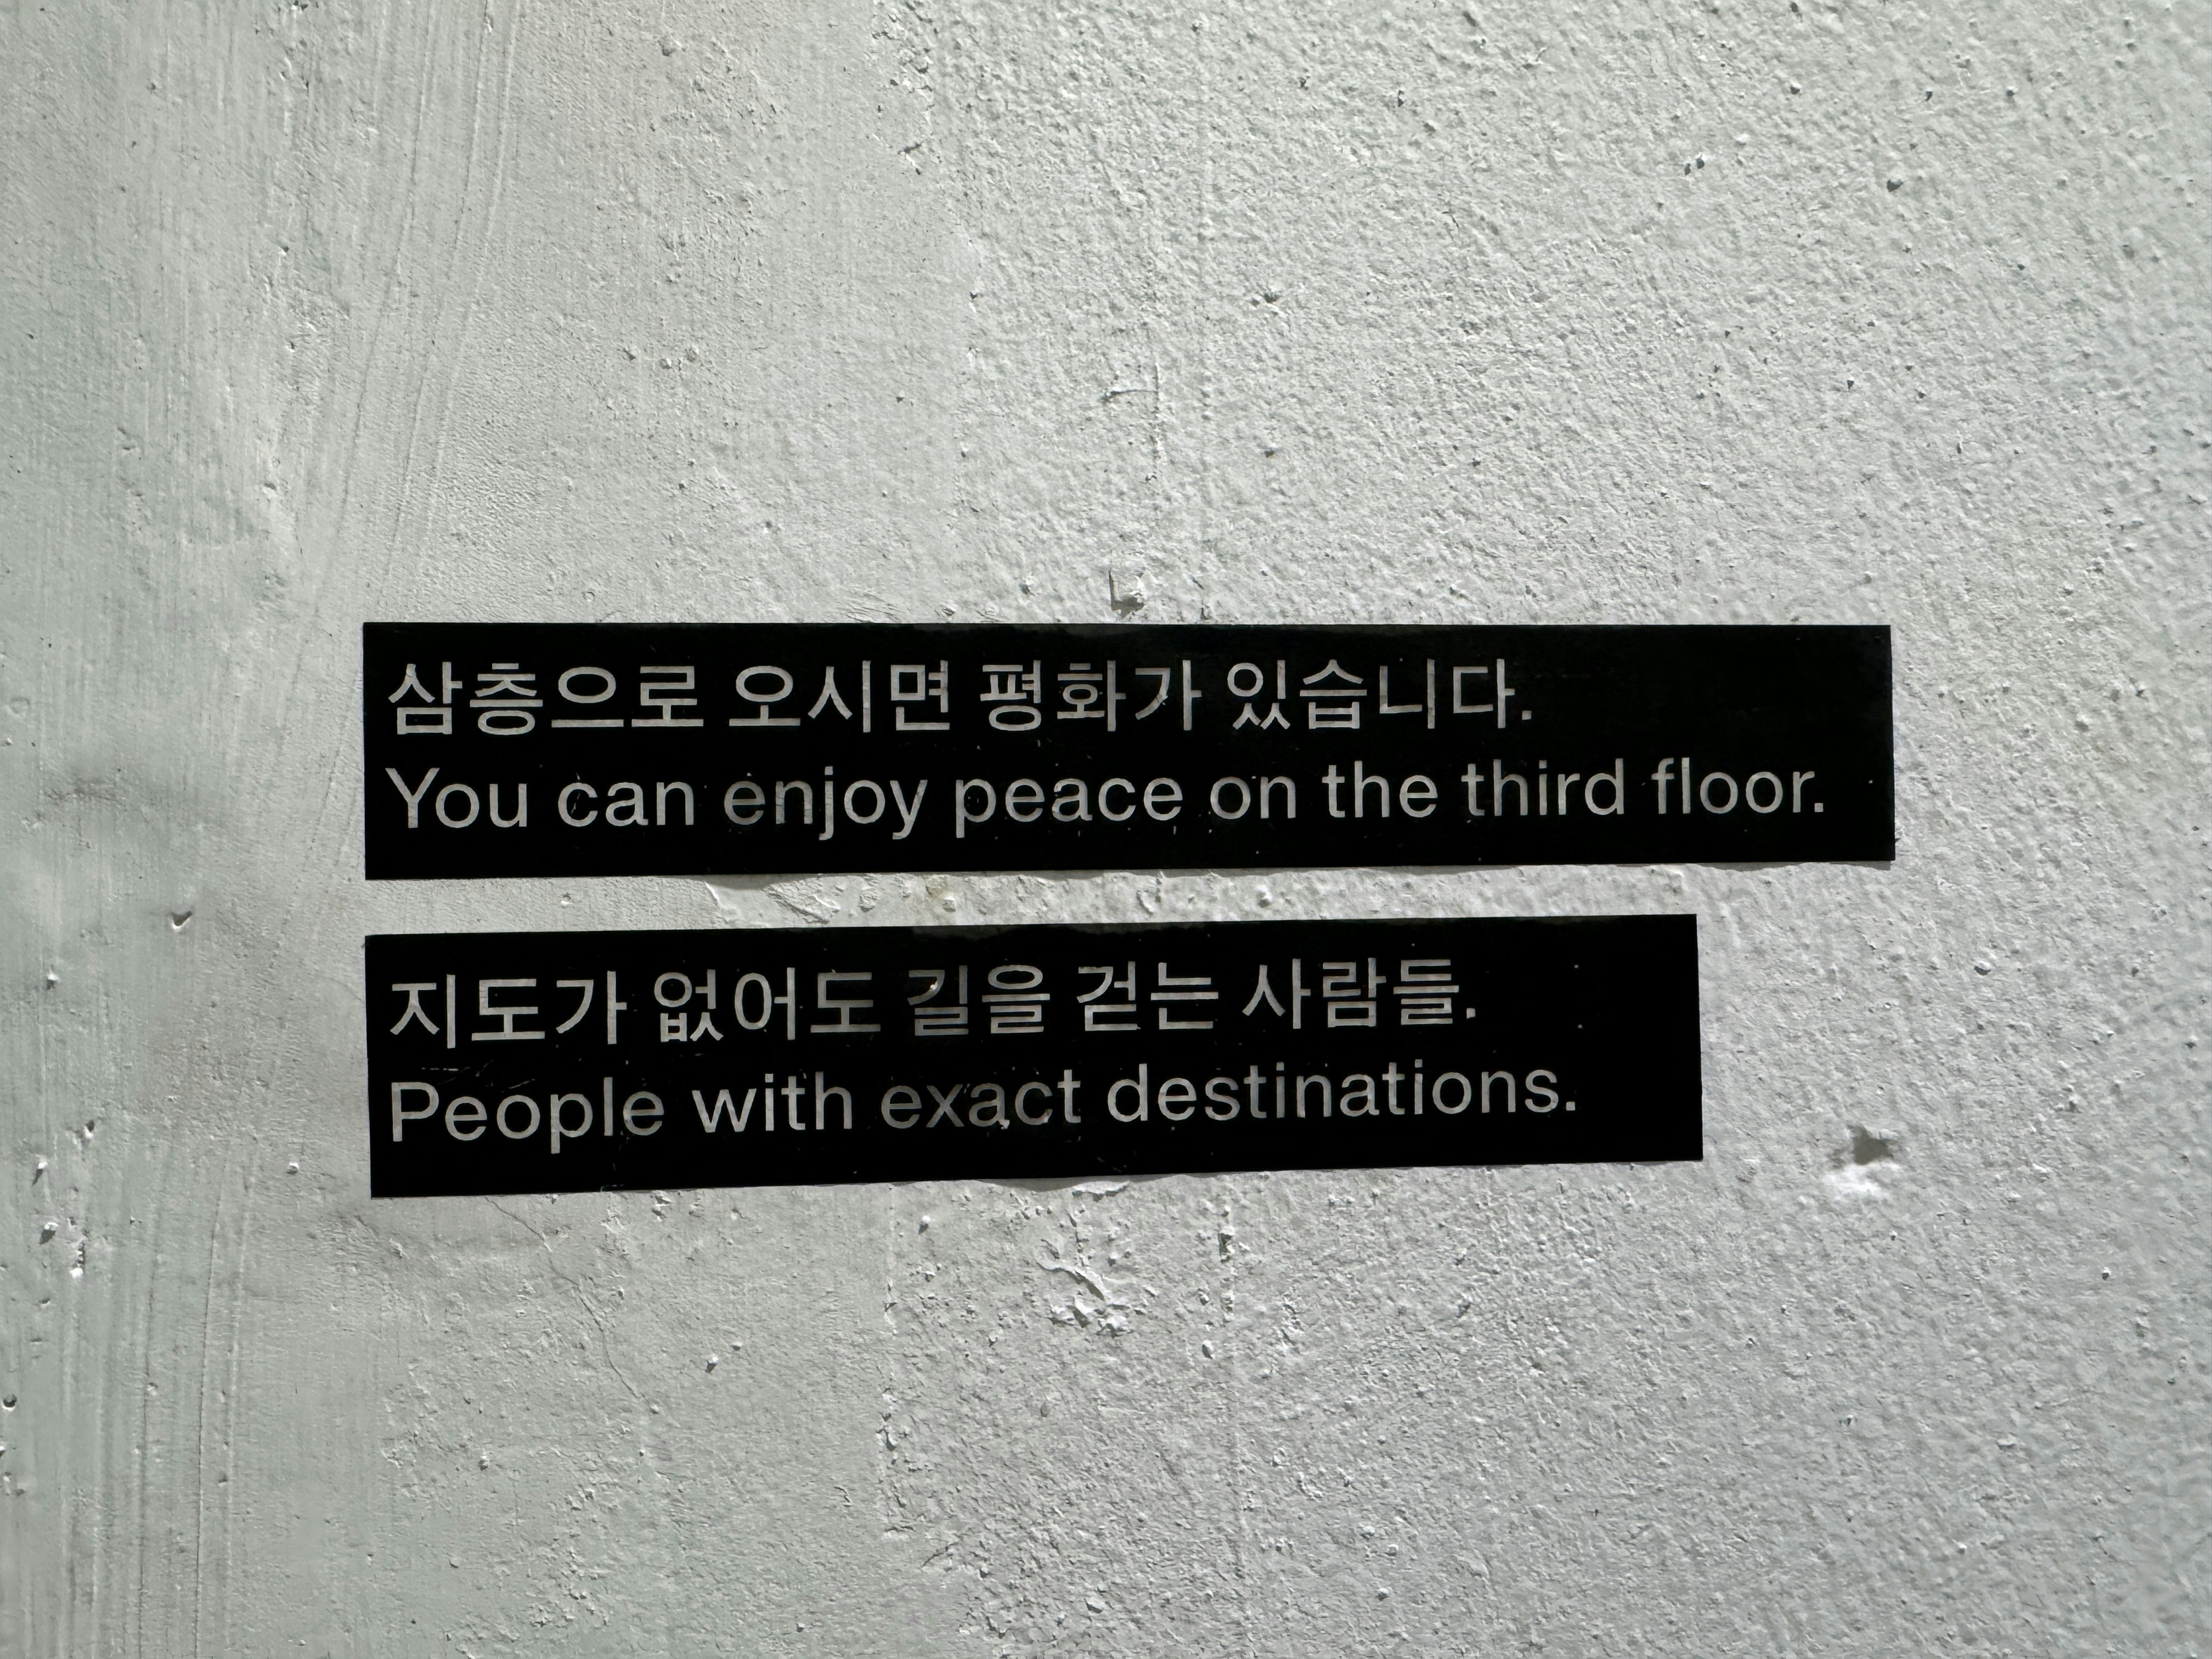 삼층으로 오시면 평화가 있습니다.
You can enjoy peace on the third floor.
지도가 없어도 길을 걷는 사람들.
People with exact destinations.